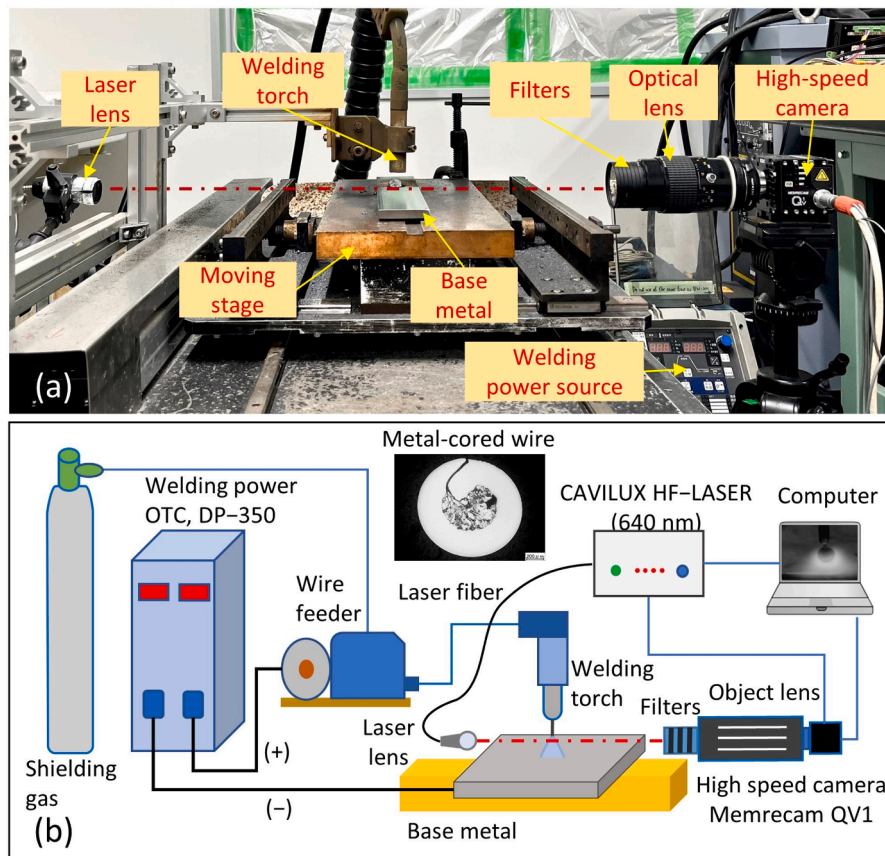 Laser
lens
Welding
torch
Filters
Optical
lens
High-speed
camera
MEMRECAM
Moving
stage
Base
metal
Welding
power source
(a)
Metal-cored wire
Welding power
OTC, DP−350
CAVILUX HF−LASER
(640 nm)
Computer
Wire
feeder
Laser fiber
Welding
torch
Filters
Object lens
Laser
lens
(+)
Shielding
gas
(−)
High speed camera
Memrecam QV1
Base metal
(b)